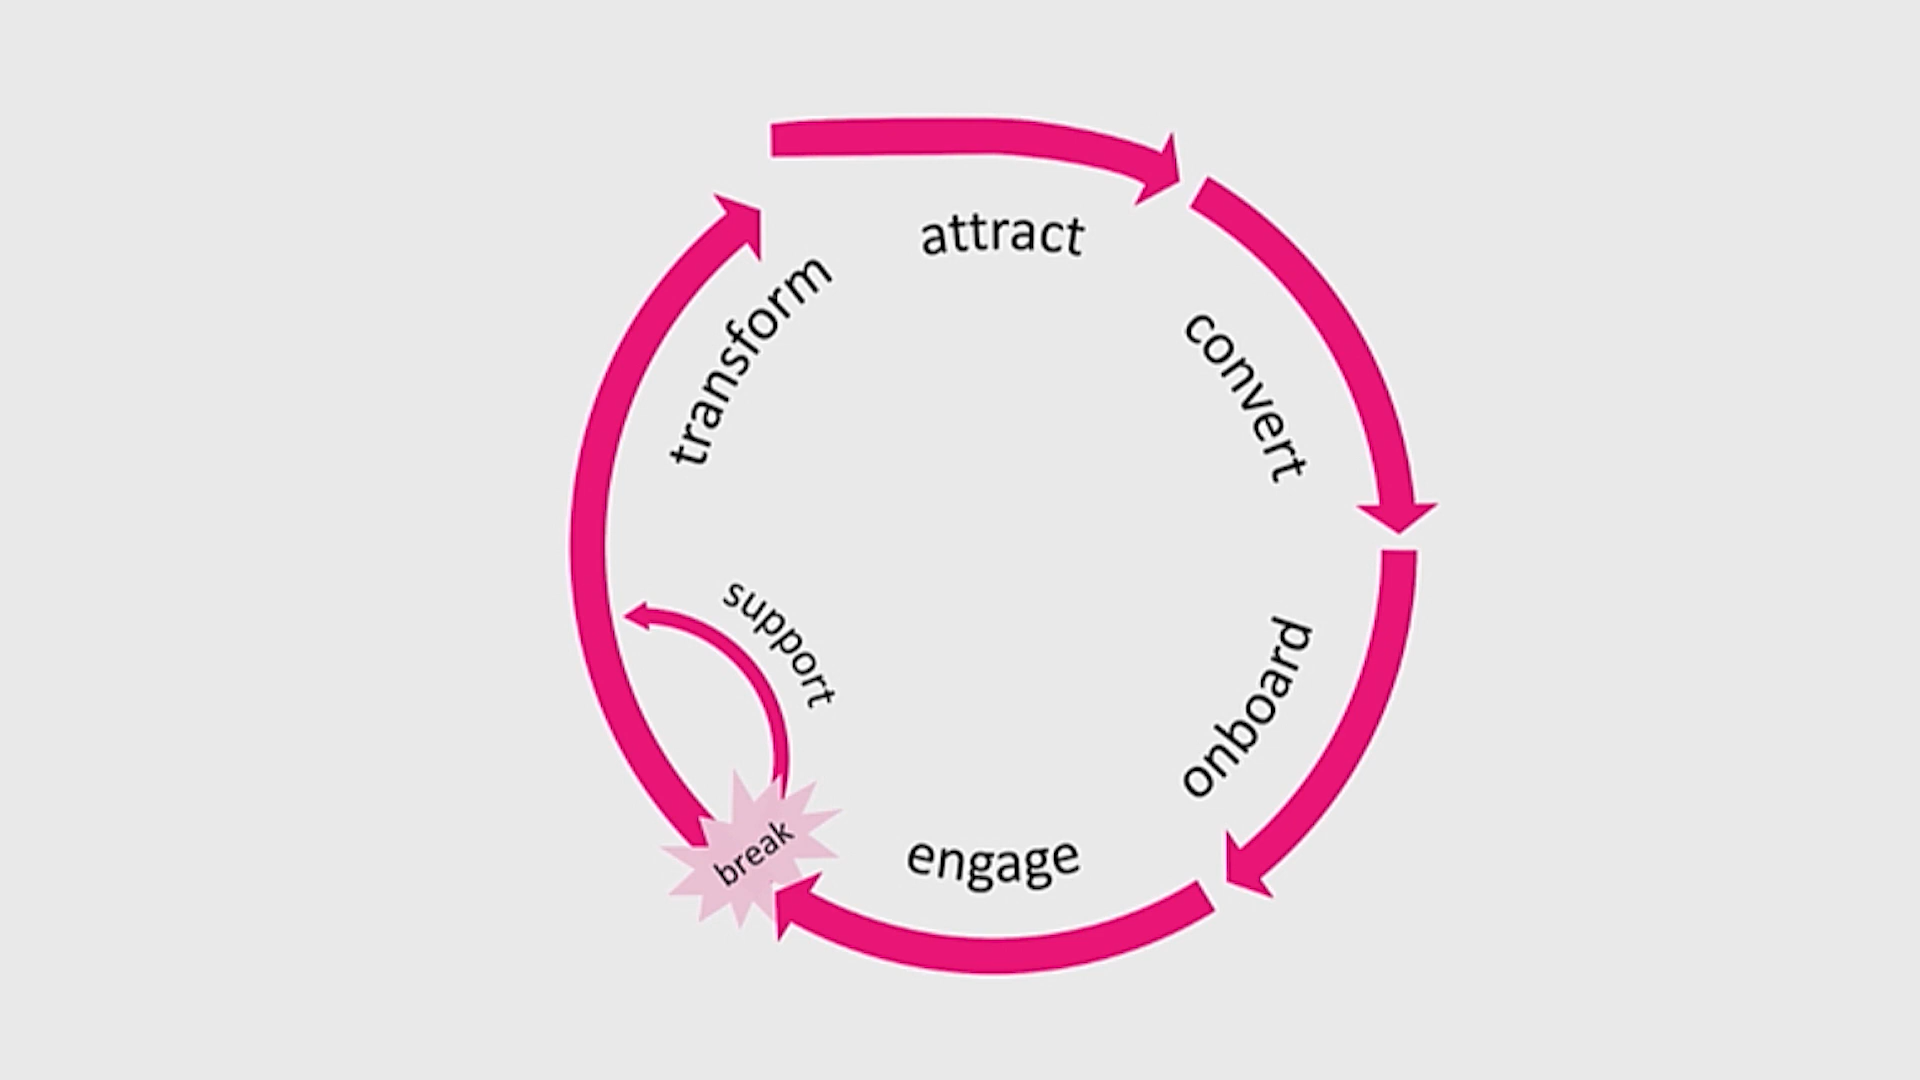 attract
convert
onboard
engage
break
support
transform